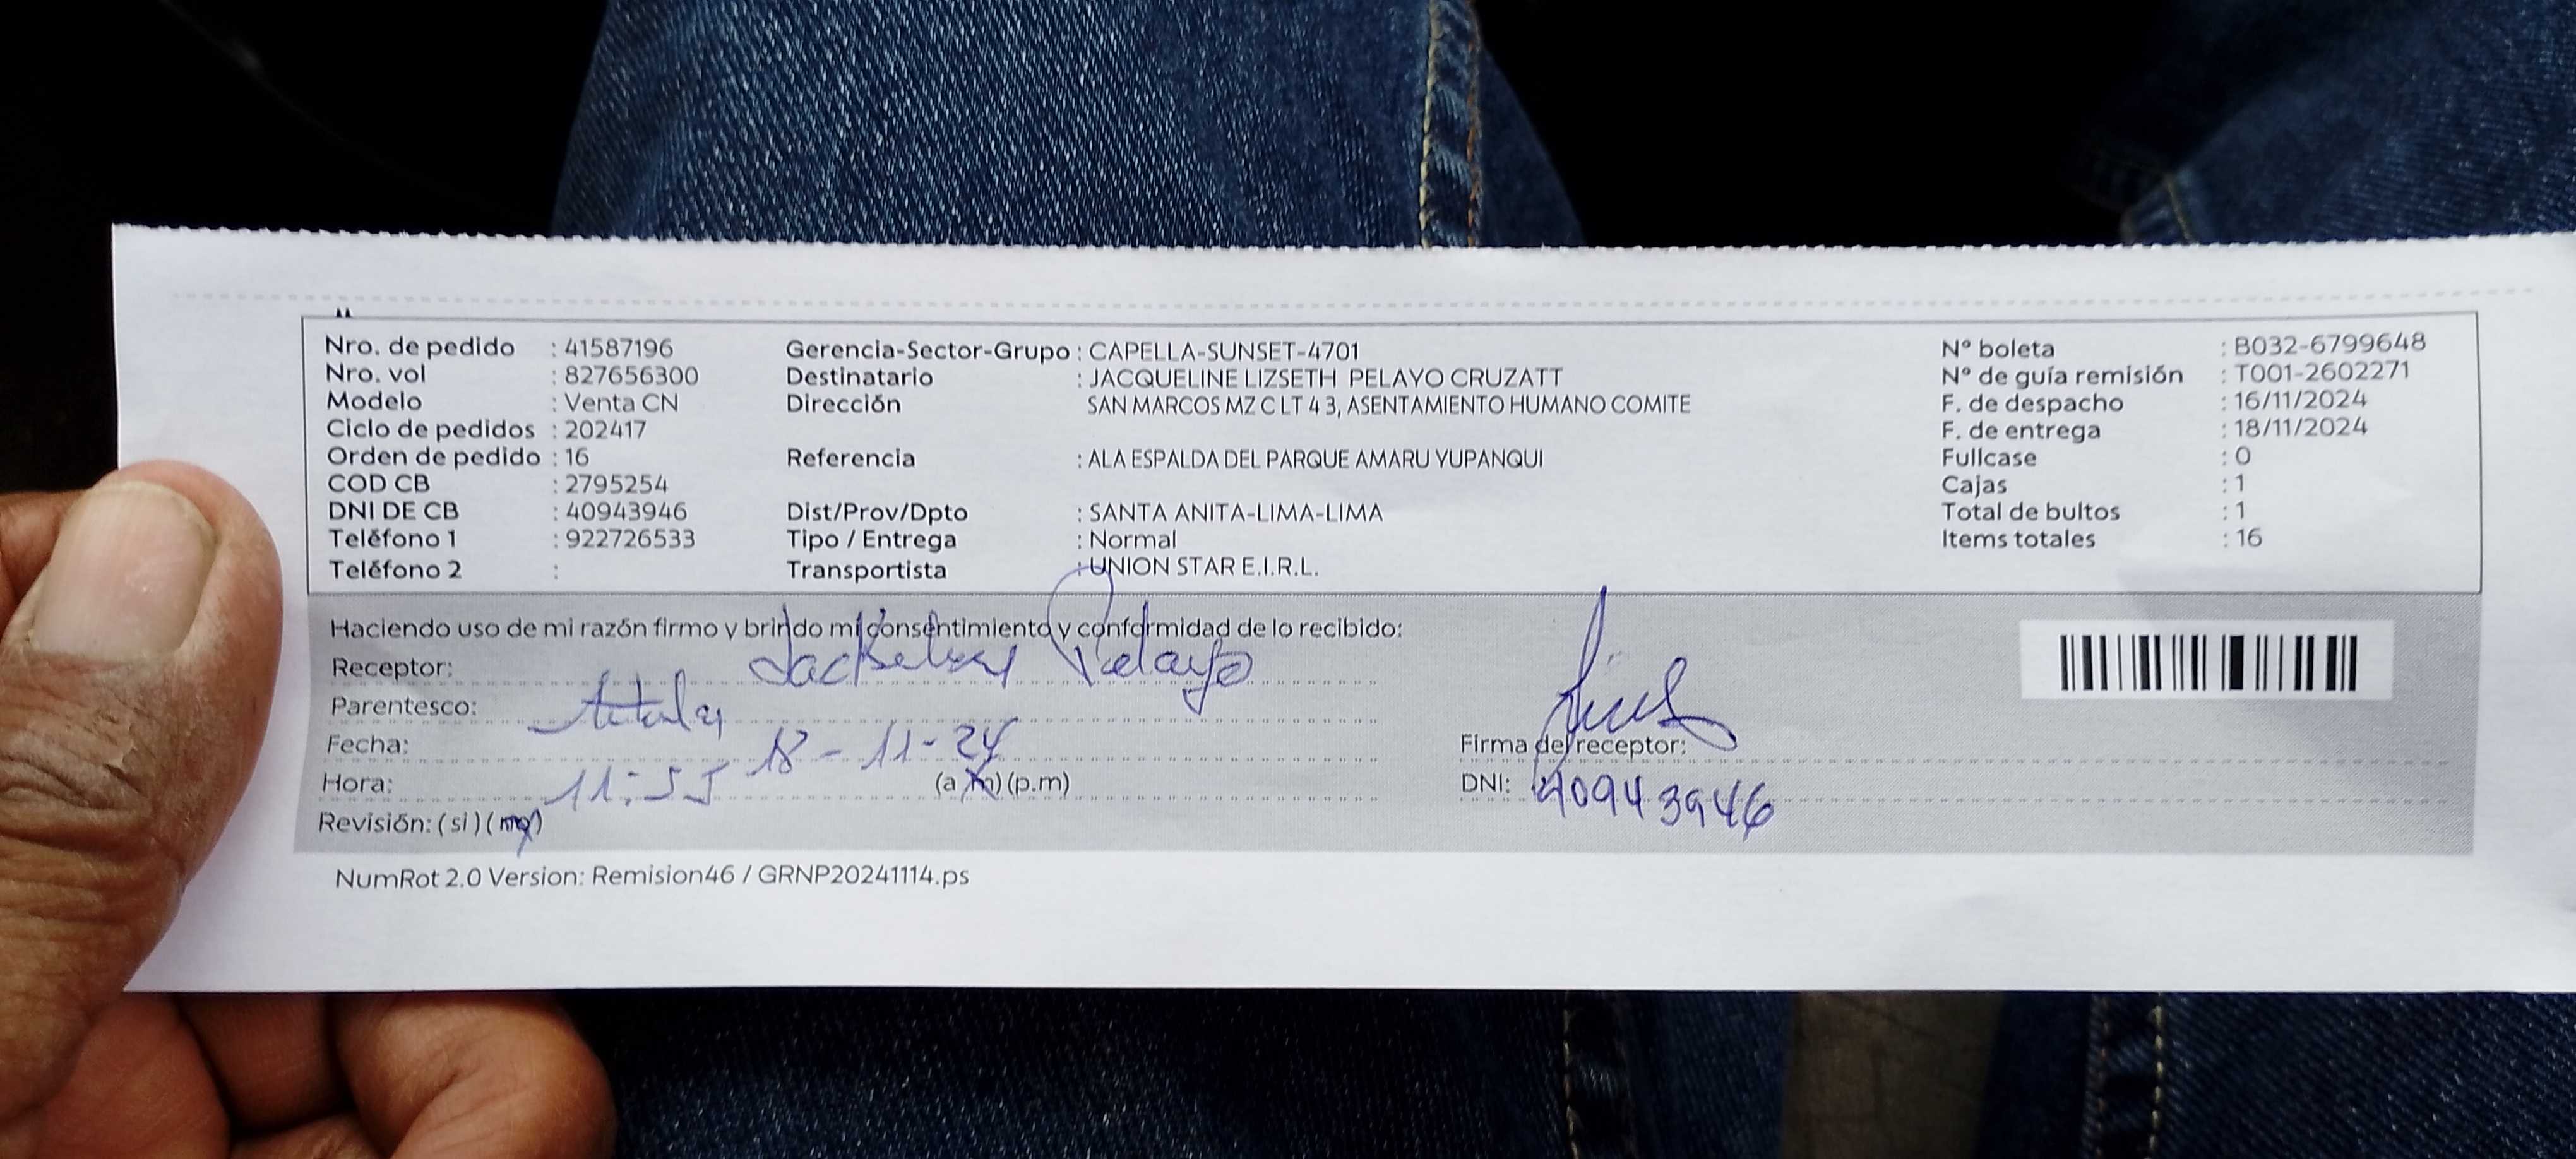 Nro. de pedido : 41587196 Gerencia-Sector-Grupo : CAPELLA-SUNSET-4701 Nº boleta : B032-6799648
Nro. vol : 827656300 Destinatario : JACQUELINE LIZSETH PELAYO CRUZATT Nº de guía remisión : T001-2602271
Modelo : Venta CN Dirección SAN MARCOS MZ C LT 4 3, ASENTAMIENTO HUMANO COMITE F. de despacho : 16/11/2024
Ciclo de pedidos : 202417 F. de entrega : 18/11/2024
Orden de pedido : 16 Referencia : ALA ESPALDA DEL PARQUE AMARU YUPANQUI Fullcase : 0
COD CB : 2795254 Cajas : 1
DNI DE CB : 40943946 Dist/Prov/Dpto : SANTA ANITA-LIMA-LIMA Total de bultos : 1
Teléfono 1 : 922726533 Tipo / Entrega : Normal Items totales : 16
Teléfono 2 : Transportista : UNION STAR E.I.R.L.
Haciendo uso de mi razón firmo y brindo mi consentimiento y conformidad de lo recibido:
Receptor: Pelayo
Parentesco: titular
Fecha: 18-11-24 Firma del receptor:
Hora: 11:55 (a.m) (p.m) DNI: 40943946
Revisión: (si) (no)
NumRot 2.0 Version: Remision46 / GRNP20241114.ps